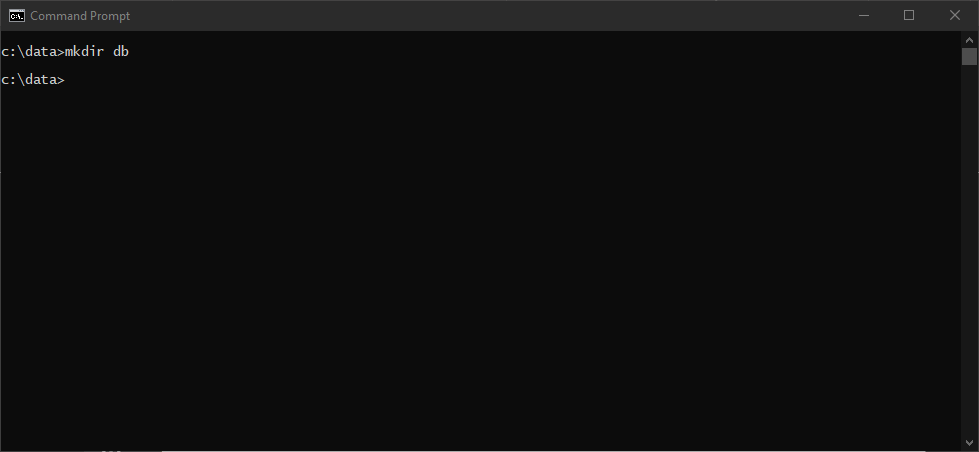 Command Prompt
c:\data>mkdir db
c:\data>